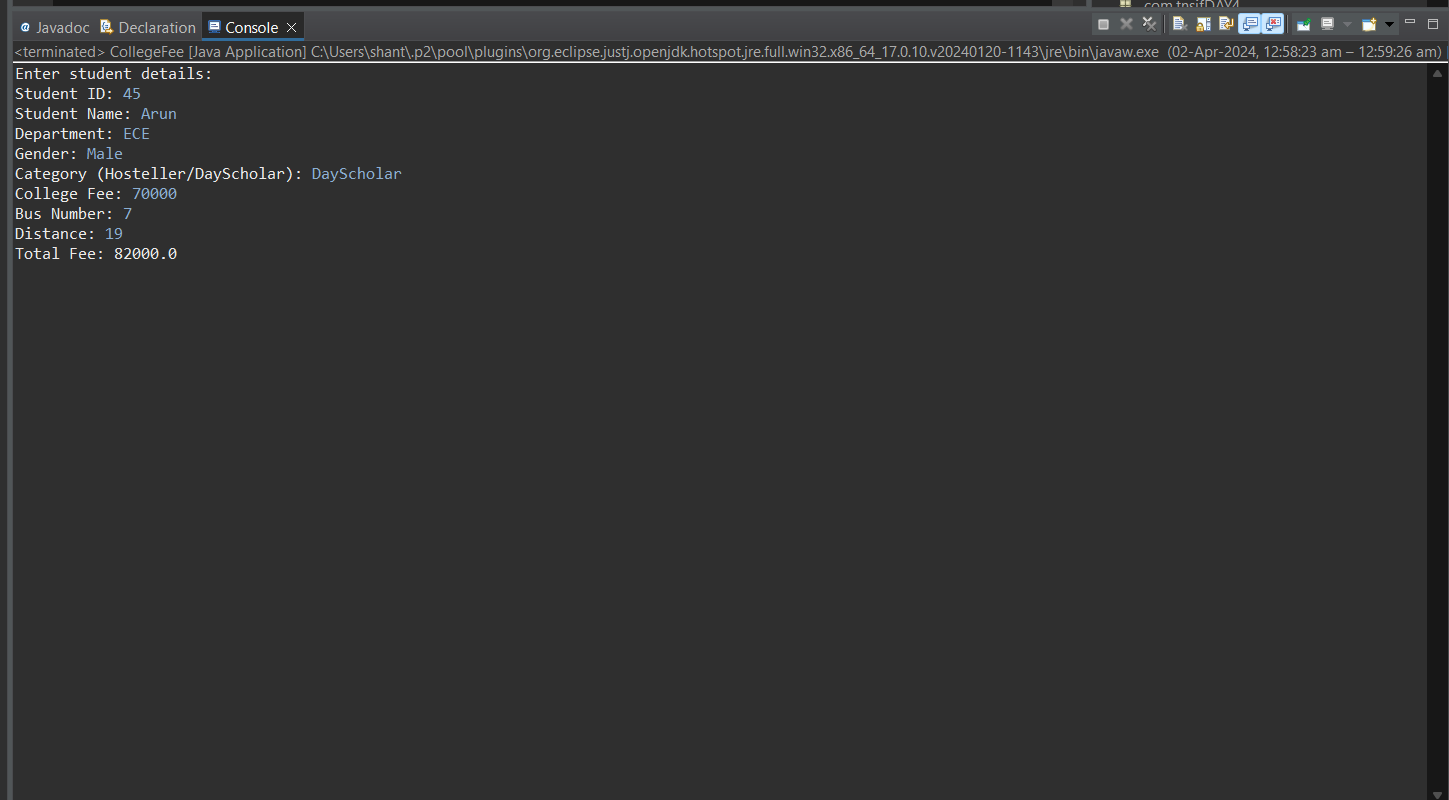 com.tnsifDAY4
Javadoc Declaration Console
<terminated> CollegeFee [Java Application] C:\Users\shant\.p2\pool\plugins\org.eclipse.justj.openjdk.hotspot.jre.full.win32.x86_64_17.0.10.v20240120-1143\jre\bin\javaw.exe (02-Apr-2024, 12:58:23 am – 12:59:26 am)
Enter student details:
Student ID: 45
Student Name: Arun
Department: ECE
Gender: Male
Category (Hosteller/DayScholar): DayScholar
College Fee: 70000
Bus Number: 7
Distance: 19
Total Fee: 82000.0